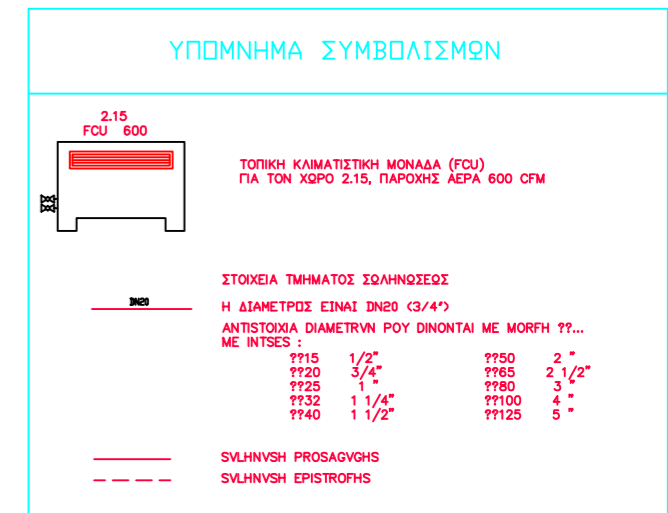 ΥΠΟΜΝΗΜΑ ΣΥΜΒΟΛΙΣΜΩΝ
2.15
FCU 600
ΤΟΠΙΚΗ ΚΛΙΜΑΤΙΣΤΙΚΗ ΜΟΝΑΔΑ (FCU)
ΓΙΑ ΤΟΝ ΧΩΡΟ 2.15, ΠΑΡΟΧΗΣ ΑΕΡΑ 600 CFM
ΣΤΟΙΧΕΙΑ ΤΜΗΜΑΤΟΣ ΣΩΛΗΝΩΣΕΩΣ
DN20
Η ΔΙΑΜΕΤΡΟΣ ΕΙΝΑΙ DN20 (3/4")
ANTISTOIXIA DIAMETRVN POY DINONTAI ME MORFH ??...
ME INTSES :
??15 1/2" ??50 2 "
??20 3/4" ??65 2 1/2"
??25 1 " ??80 3 "
??32 1 1/4" ??100 4 "
??40 1 1/2" ??125 5 "
SVLHNVSH PROSAGVGHS
SVLHNVSH EPISTROFHS